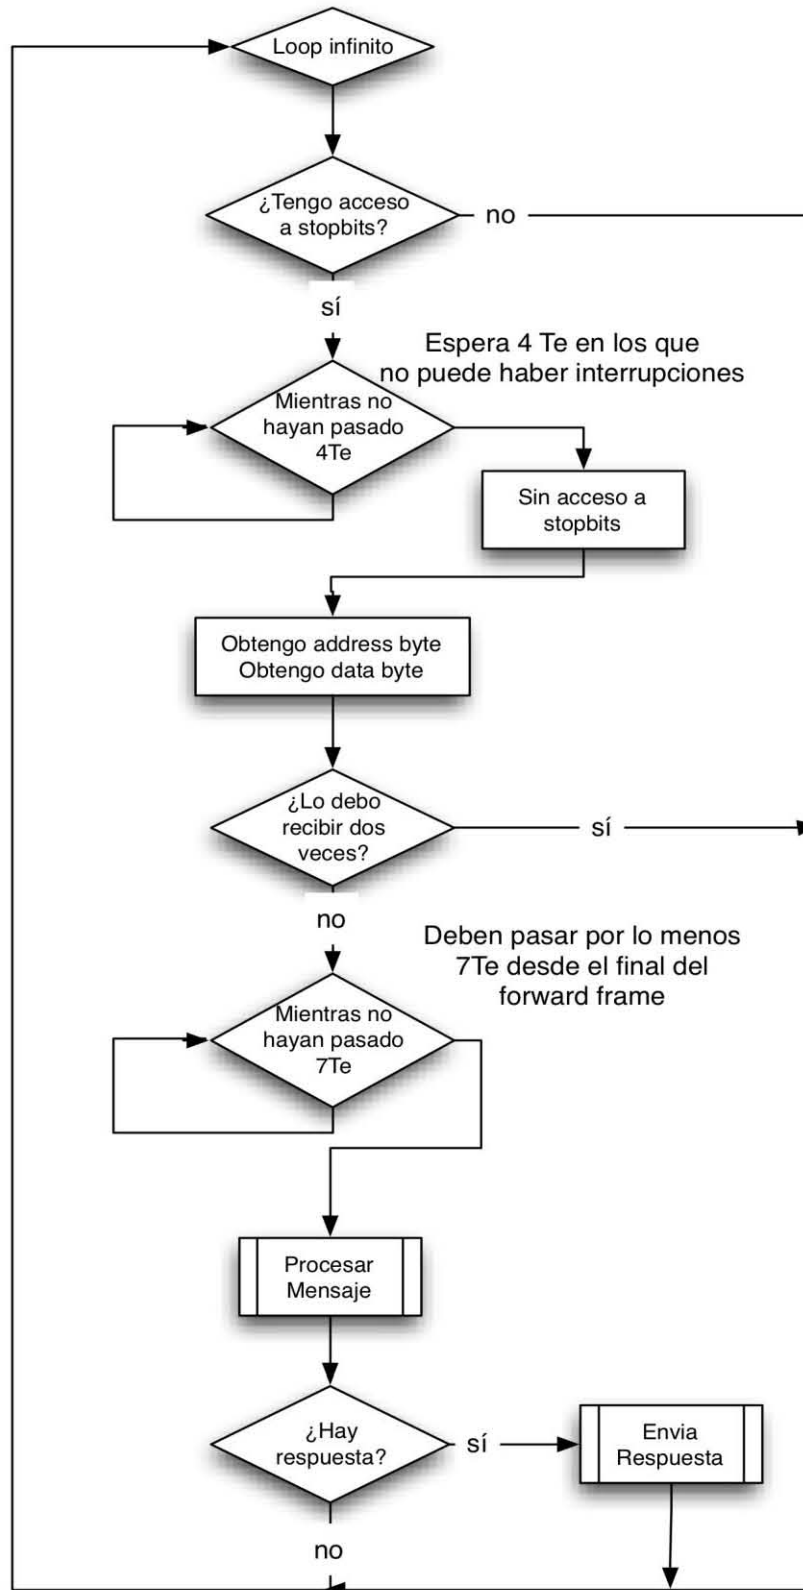 Loop infinito
¿Tengo acceso
a stopbits?
no
sí
Espera 4 Te en los que
no puede haber interrupciones
Mientras no
hayan pasado
4Te
Sin acceso a
stopbits
Obtengo address byte
Obtengo data byte
¿Lo debo
recibir dos
veces?
sí
no
Deben pasar por lo menos
7Te desde el final del
forward frame
Mientras no
hayan pasado
7Te
Procesar
Mensaje
¿Hay
respuesta?
sí
Envia
Respuesta
no